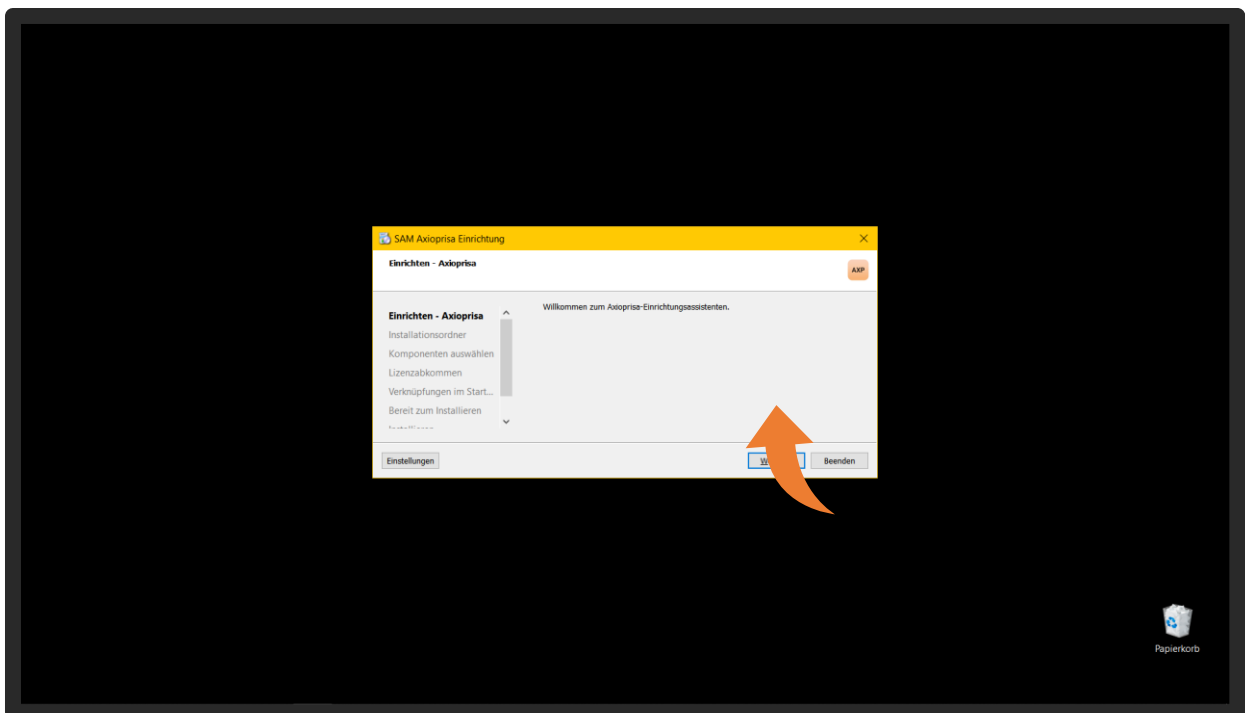 SAM Axioprisa Einrichtung
Einrichten - Axioprisa
AXP
Einrichten - Axioprisa
Installationsordner
Komponenten auswählen
Lizenzabkommen
Verknüpfungen im Start...
Bereit zum Installieren
Willkommen zum Axioprisa-Einrichtungsassistenten.
Einstellungen
Beenden
Papierkorb